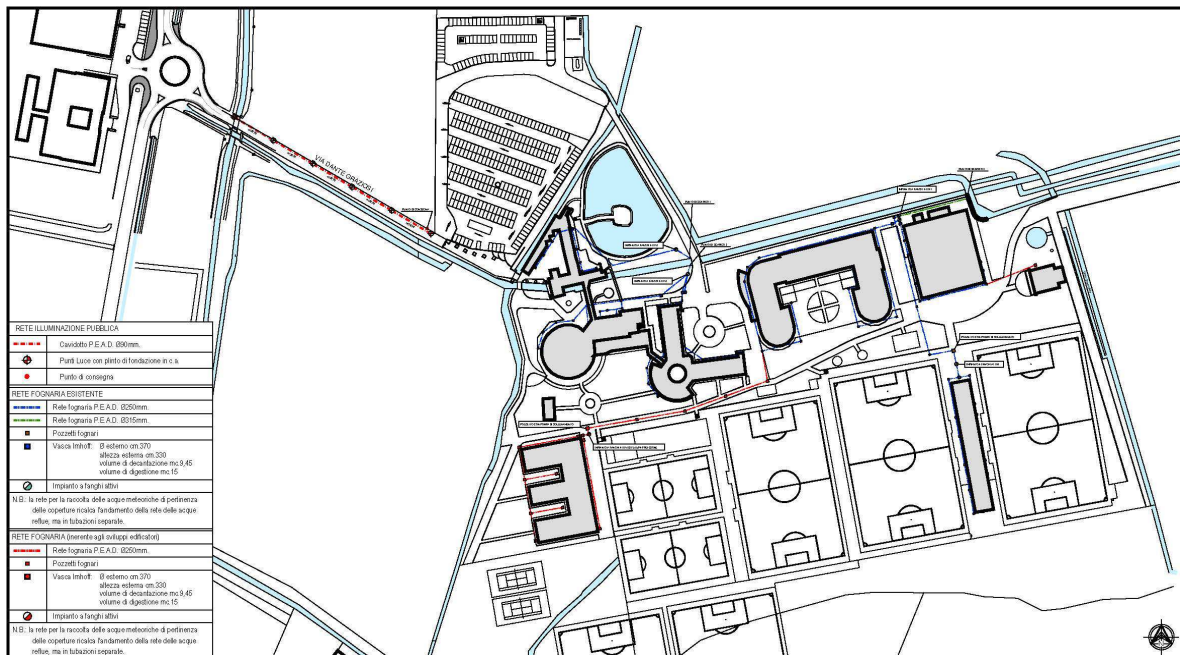 VIA DANTE GRAZIOSI
RETE ILLUMINAZIONE PUBBLICA
Cavidotto P.E.A.D. Ø90mm.
Punti Luce con plinto di fondazione in c.a.
Punto di consegna
RETE FOGNARIA ESISTENTE
Rete fognaria P.E.A.D. Ø250mm.
Rete fognaria P.E.A.D. Ø315mm.
Pozzetti fognari
Vasca Imhoff: Ø esterno cm.370
altezza esterna cm.330
volume di decantazione mc.9,45
volume di digestione mc.15
Impianto a fanghi attivi
N.B.: la rete per la raccolta delle acque meteoriche di pertinenza
delle coperture ricalca l'andamento della rete delle acque
reflue, ma in tubazioni separate.
RETE FOGNARIA (inerente agli sviluppi edificatori)
Rete fognaria P.E.A.D. Ø250mm.
Pozzetti fognari
Vasca Imhoff: Ø esterno cm.370
altezza esterna cm.330
volume di decantazione mc.9,45
volume di digestione mc.15
Impianto a fanghi attivi
N.B.: la rete per la raccolta delle acque meteoriche di pertinenza
delle coperture ricalca l'andamento della rete delle acque
reflue, ma in tubazioni separate.